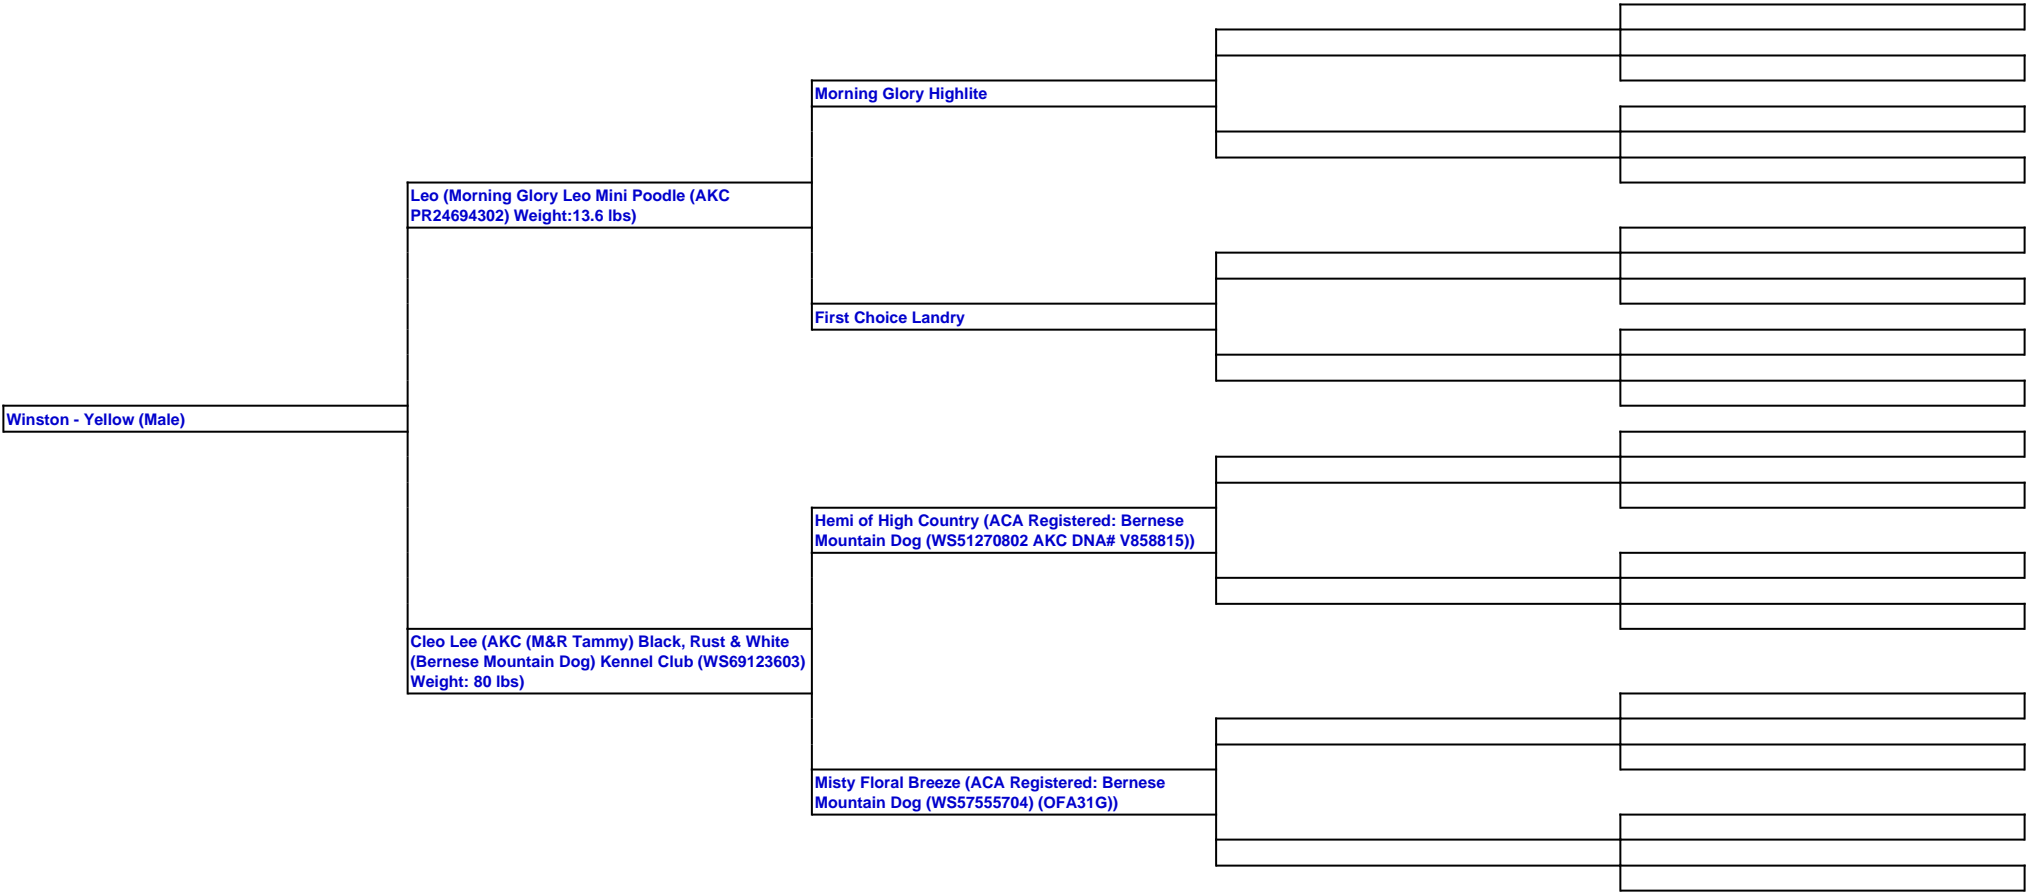 Morning Glory Highlite
Leo (Morning Glory Leo Mini Poodle (AKC
PR24694302) Weight:13.6 lbs)
First Choice Landry
Winston - Yellow (Male)
Hemi of High Country (ACA Registered: Bernese
Mountain Dog (WS51270802 AKC DNA# V858815))
Cleo Lee (AKC (M&R Tammy) Black, Rust & White
(Bernese Mountain Dog) Kennel Club (WS69123603)
Weight: 80 lbs)
Misty Floral Breeze (ACA Registered: Bernese
Mountain Dog (WS57555704) (OFA31G))